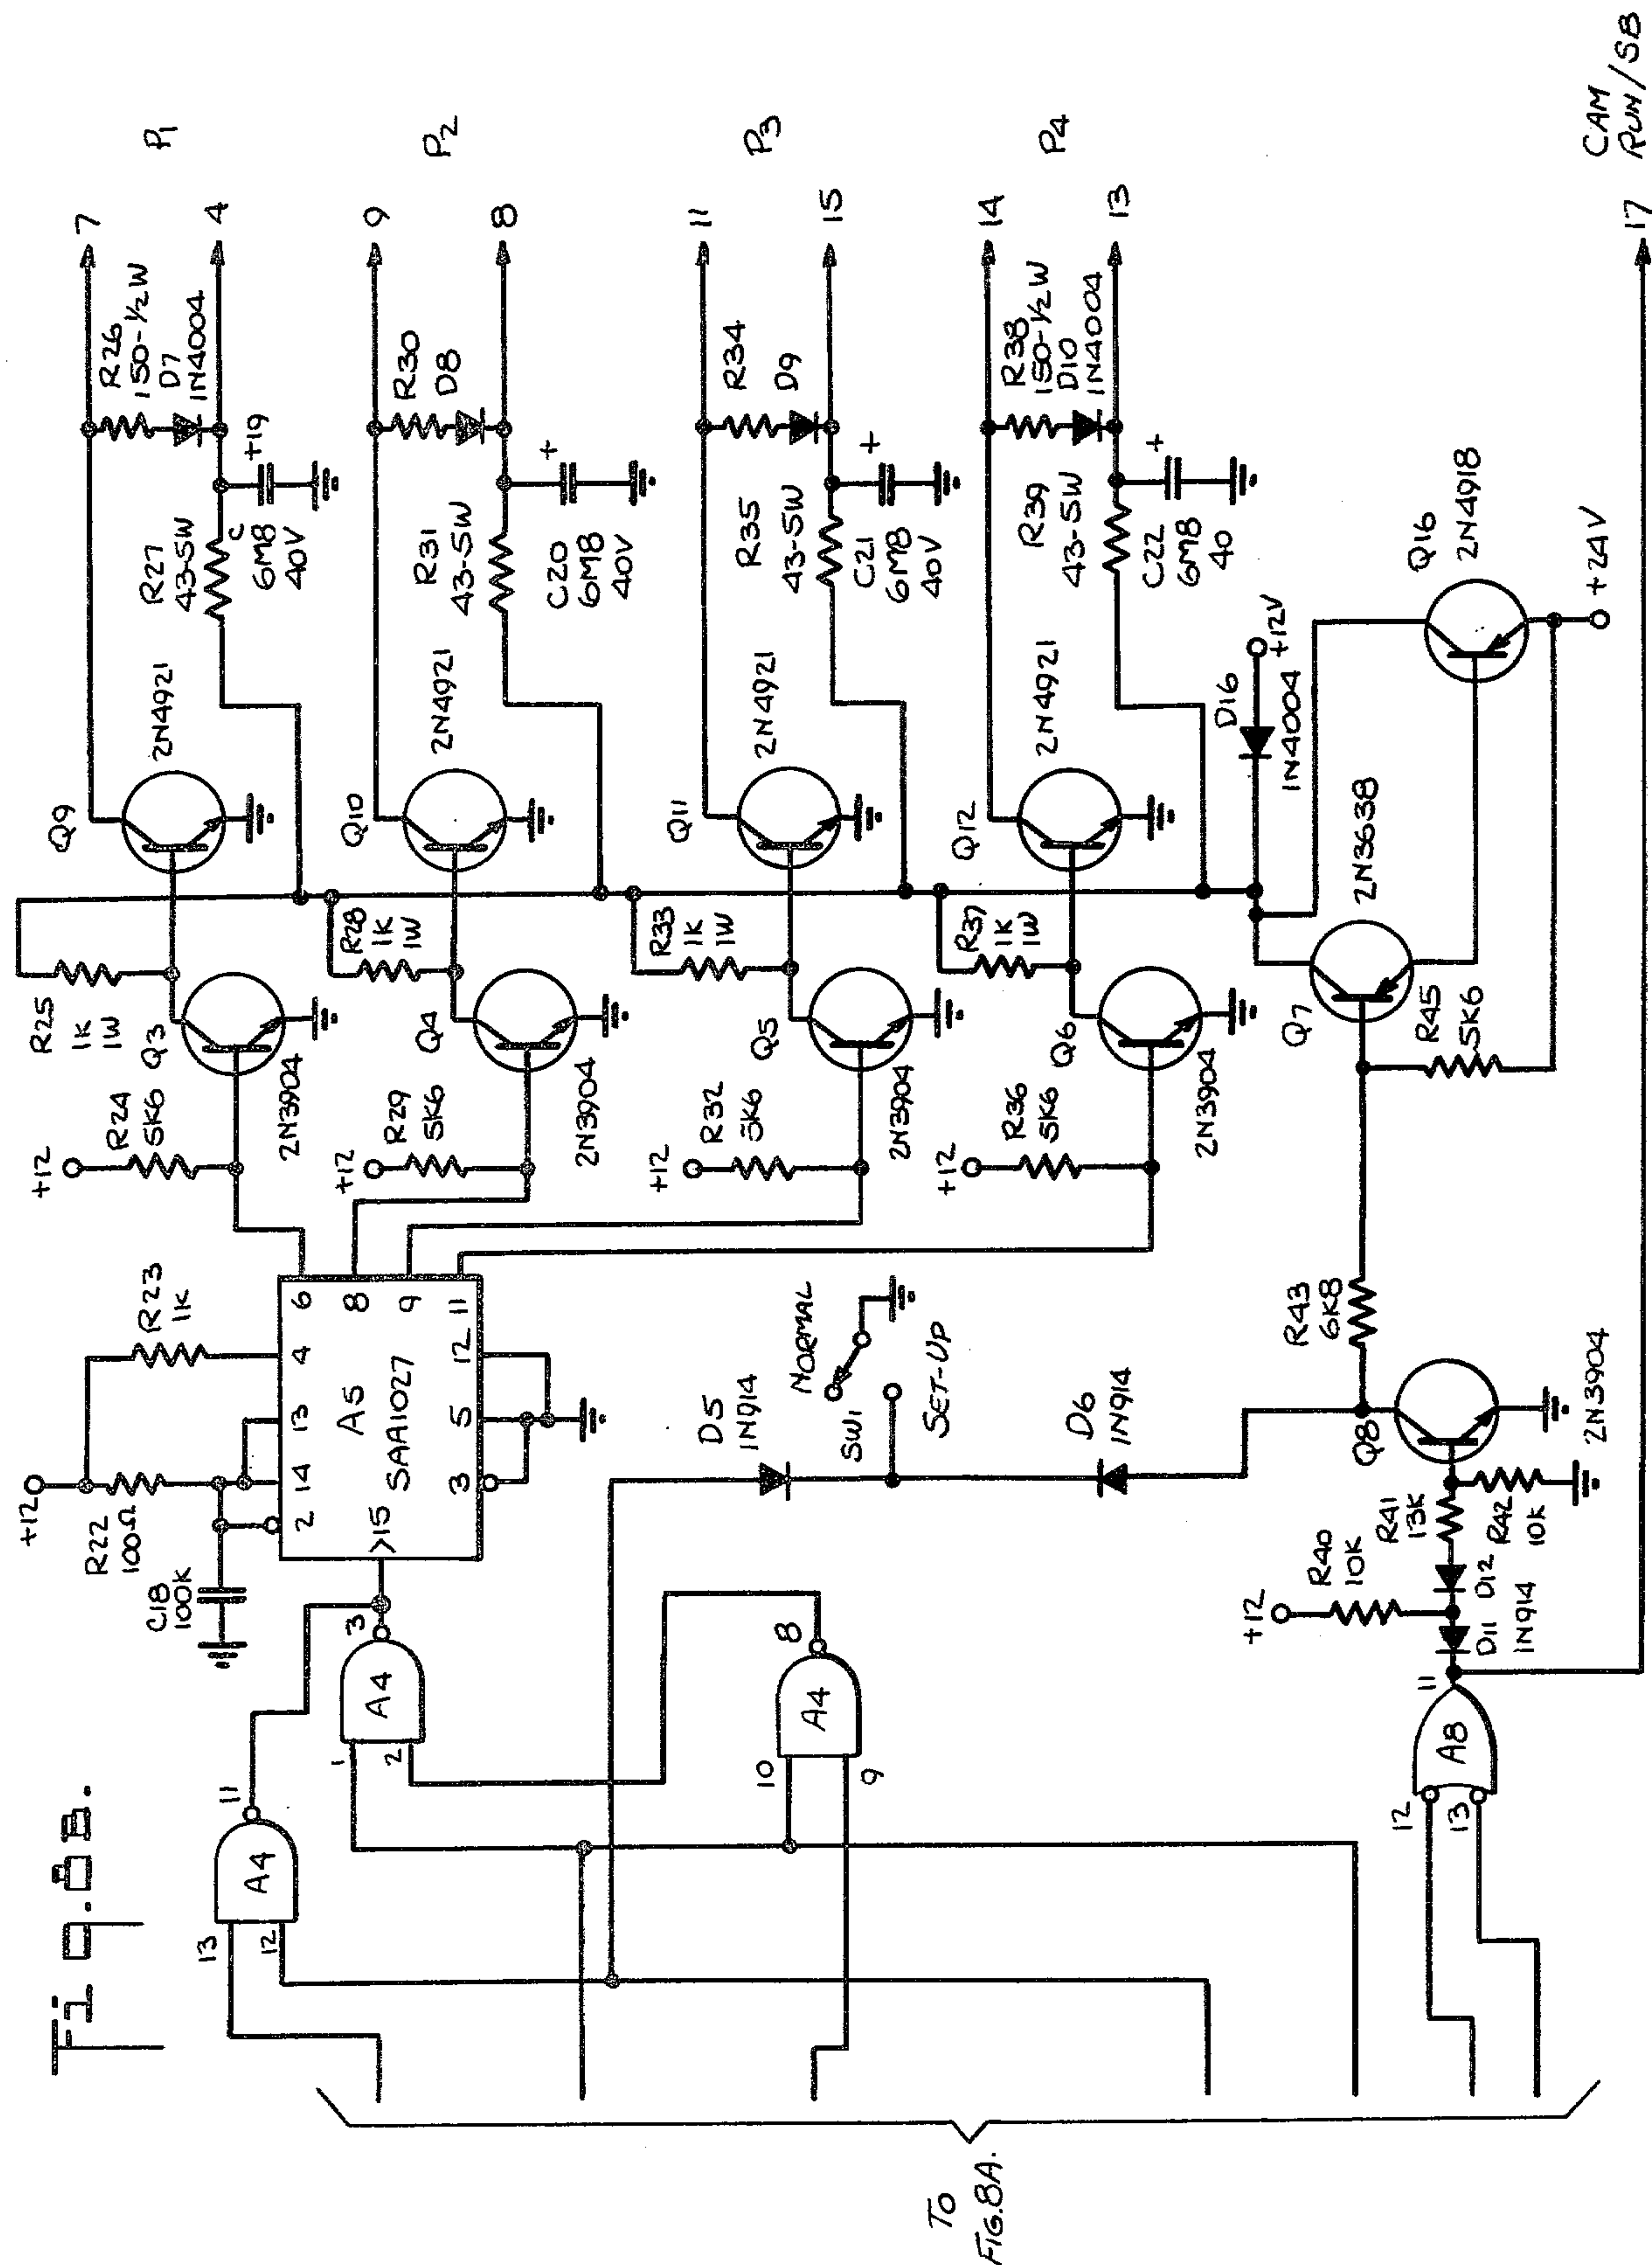 Fig. 8B.
TO
FIG.8A.
13
12
A4
11
1
2
A4
3
10
9
A4
8
12
13
A8
11
+12
R22
100Ω
C18
100K
R23
1K
2
14
13
4
>15
A5
SAA1027
3
5
12
11
6
8
9
+12
R24
5K6
R25
1K
1W
Q3
2N3904
Q9
2N4921
R26
150-1/2W
D7
1N4004
R27
43-5W
C
+19
6M8
40V
7
4
P1
+12
R29
5K6
R28
1K
1W
Q4
2N3904
Q10
2N4921
R30
D8
R31
43-5W
+
C20
6M8
40V
9
8
P2
+12
R32
5K6
R33
1K
1W
Q5
2N3904
Q11
2N4921
R34
D9
R35
43-5W
+
C21
6M8
40V
11
15
P3
+12
R36
5K6
R37
1K
1W
Q6
2N3904
Q12
2N4921
R38
150-1/2W
D10
1N4004
R39
43-5W
+
C22
6M8
40
14
13
P4
D5
1N914
SW1
NORMAL
SET-UP
D6
1N914
+12
R40
10K
D11
1N914
D12
R41
13K
R42
10K
Q8
2N3904
R43
6K8
Q7
2N3638
R45
5K6
D16
1N4004
+12V
Q16
2N4918
+24V
17
CAM
RUN/SB